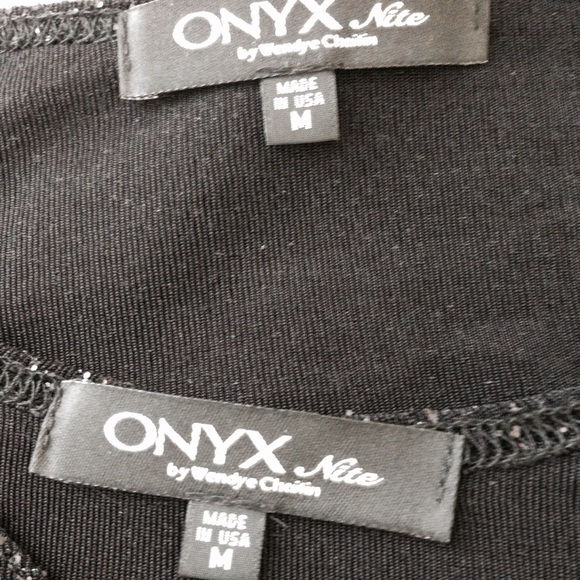 ONYX Nite
by Wendye Chaitin
MADE
IN USA
M
ONYX Nite
by Wendye Chaitin
MADE
IN USA
M